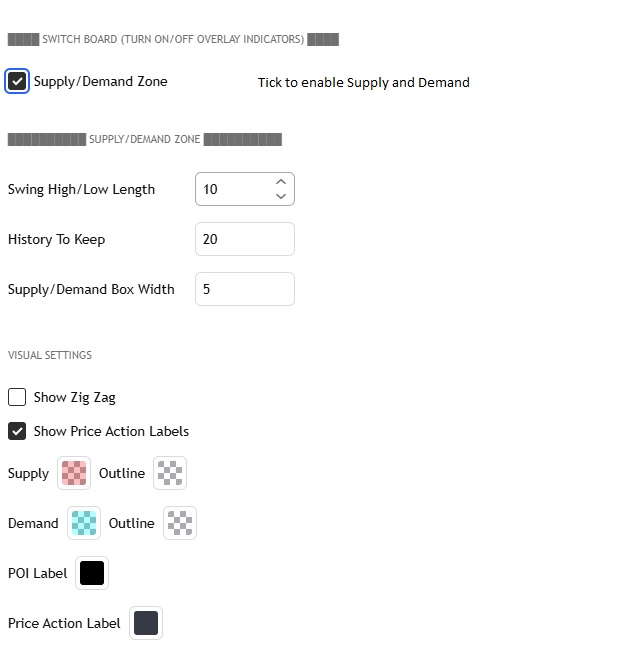 ████ SWITCH BOARD (TURN ON/OFF OVERLAY INDICATORS) ████
Supply/Demand Zone Tick to enable Supply and Demand
██████████ SUPPLY/DEMAND ZONE ██████████
Swing High/Low Length 10
History To Keep 20
Supply/Demand Box Width 5
VISUAL SETTINGS
Show Zig Zag
Show Price Action Labels
Supply Outline
Demand Outline
POI Label
Price Action Label